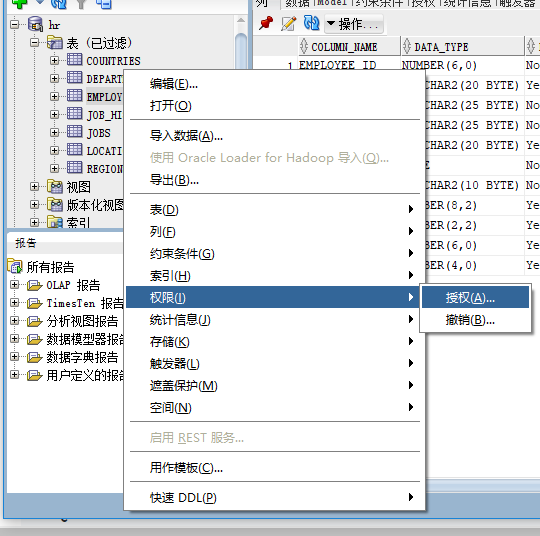 列 数据 Model 约束条件 授权 统计信息 触发器
hr
操作...
表 (已过滤)
COLUMN_NAME DATA_TYPE
COUNTRIES
1 EMPLOYEE_ID NUMBER(6,0) No
DEPART
CHAR2(20 BYTE) Ye
EMPLOY
CHAR2(25 BYTE) No
JOB_HI
CHAR2(25 BYTE) No
JOBS
CHAR2(20 BYTE) Ye
LOCATI
E No
REGION
CHAR2(10 BYTE) No
视图
BER(8,2) Ye
版本化视图
BER(2,2) Ye
索引
BER(6,0) Ye
BER(4,0) Ye
编辑(E)...
打开(O)
导入数据(A)...
使用 Oracle Loader for Hadoop 导入(Q)...
导出(B)...
表(D)
列(F)
约束条件(G)
索引(H)
权限(I)
授权(A)...
撤销(B)...
统计信息(J)
存储(K)
触发器(L)
遮盖保护(M)
空间(N)
启用 REST 服务...
用作模板(C)...
快速 DDL(P)
报告
所有报告
OLAP 报告
TimesTen 报告
分析视图报告
数据模型器报告
数据字典报告
用户定义的报告